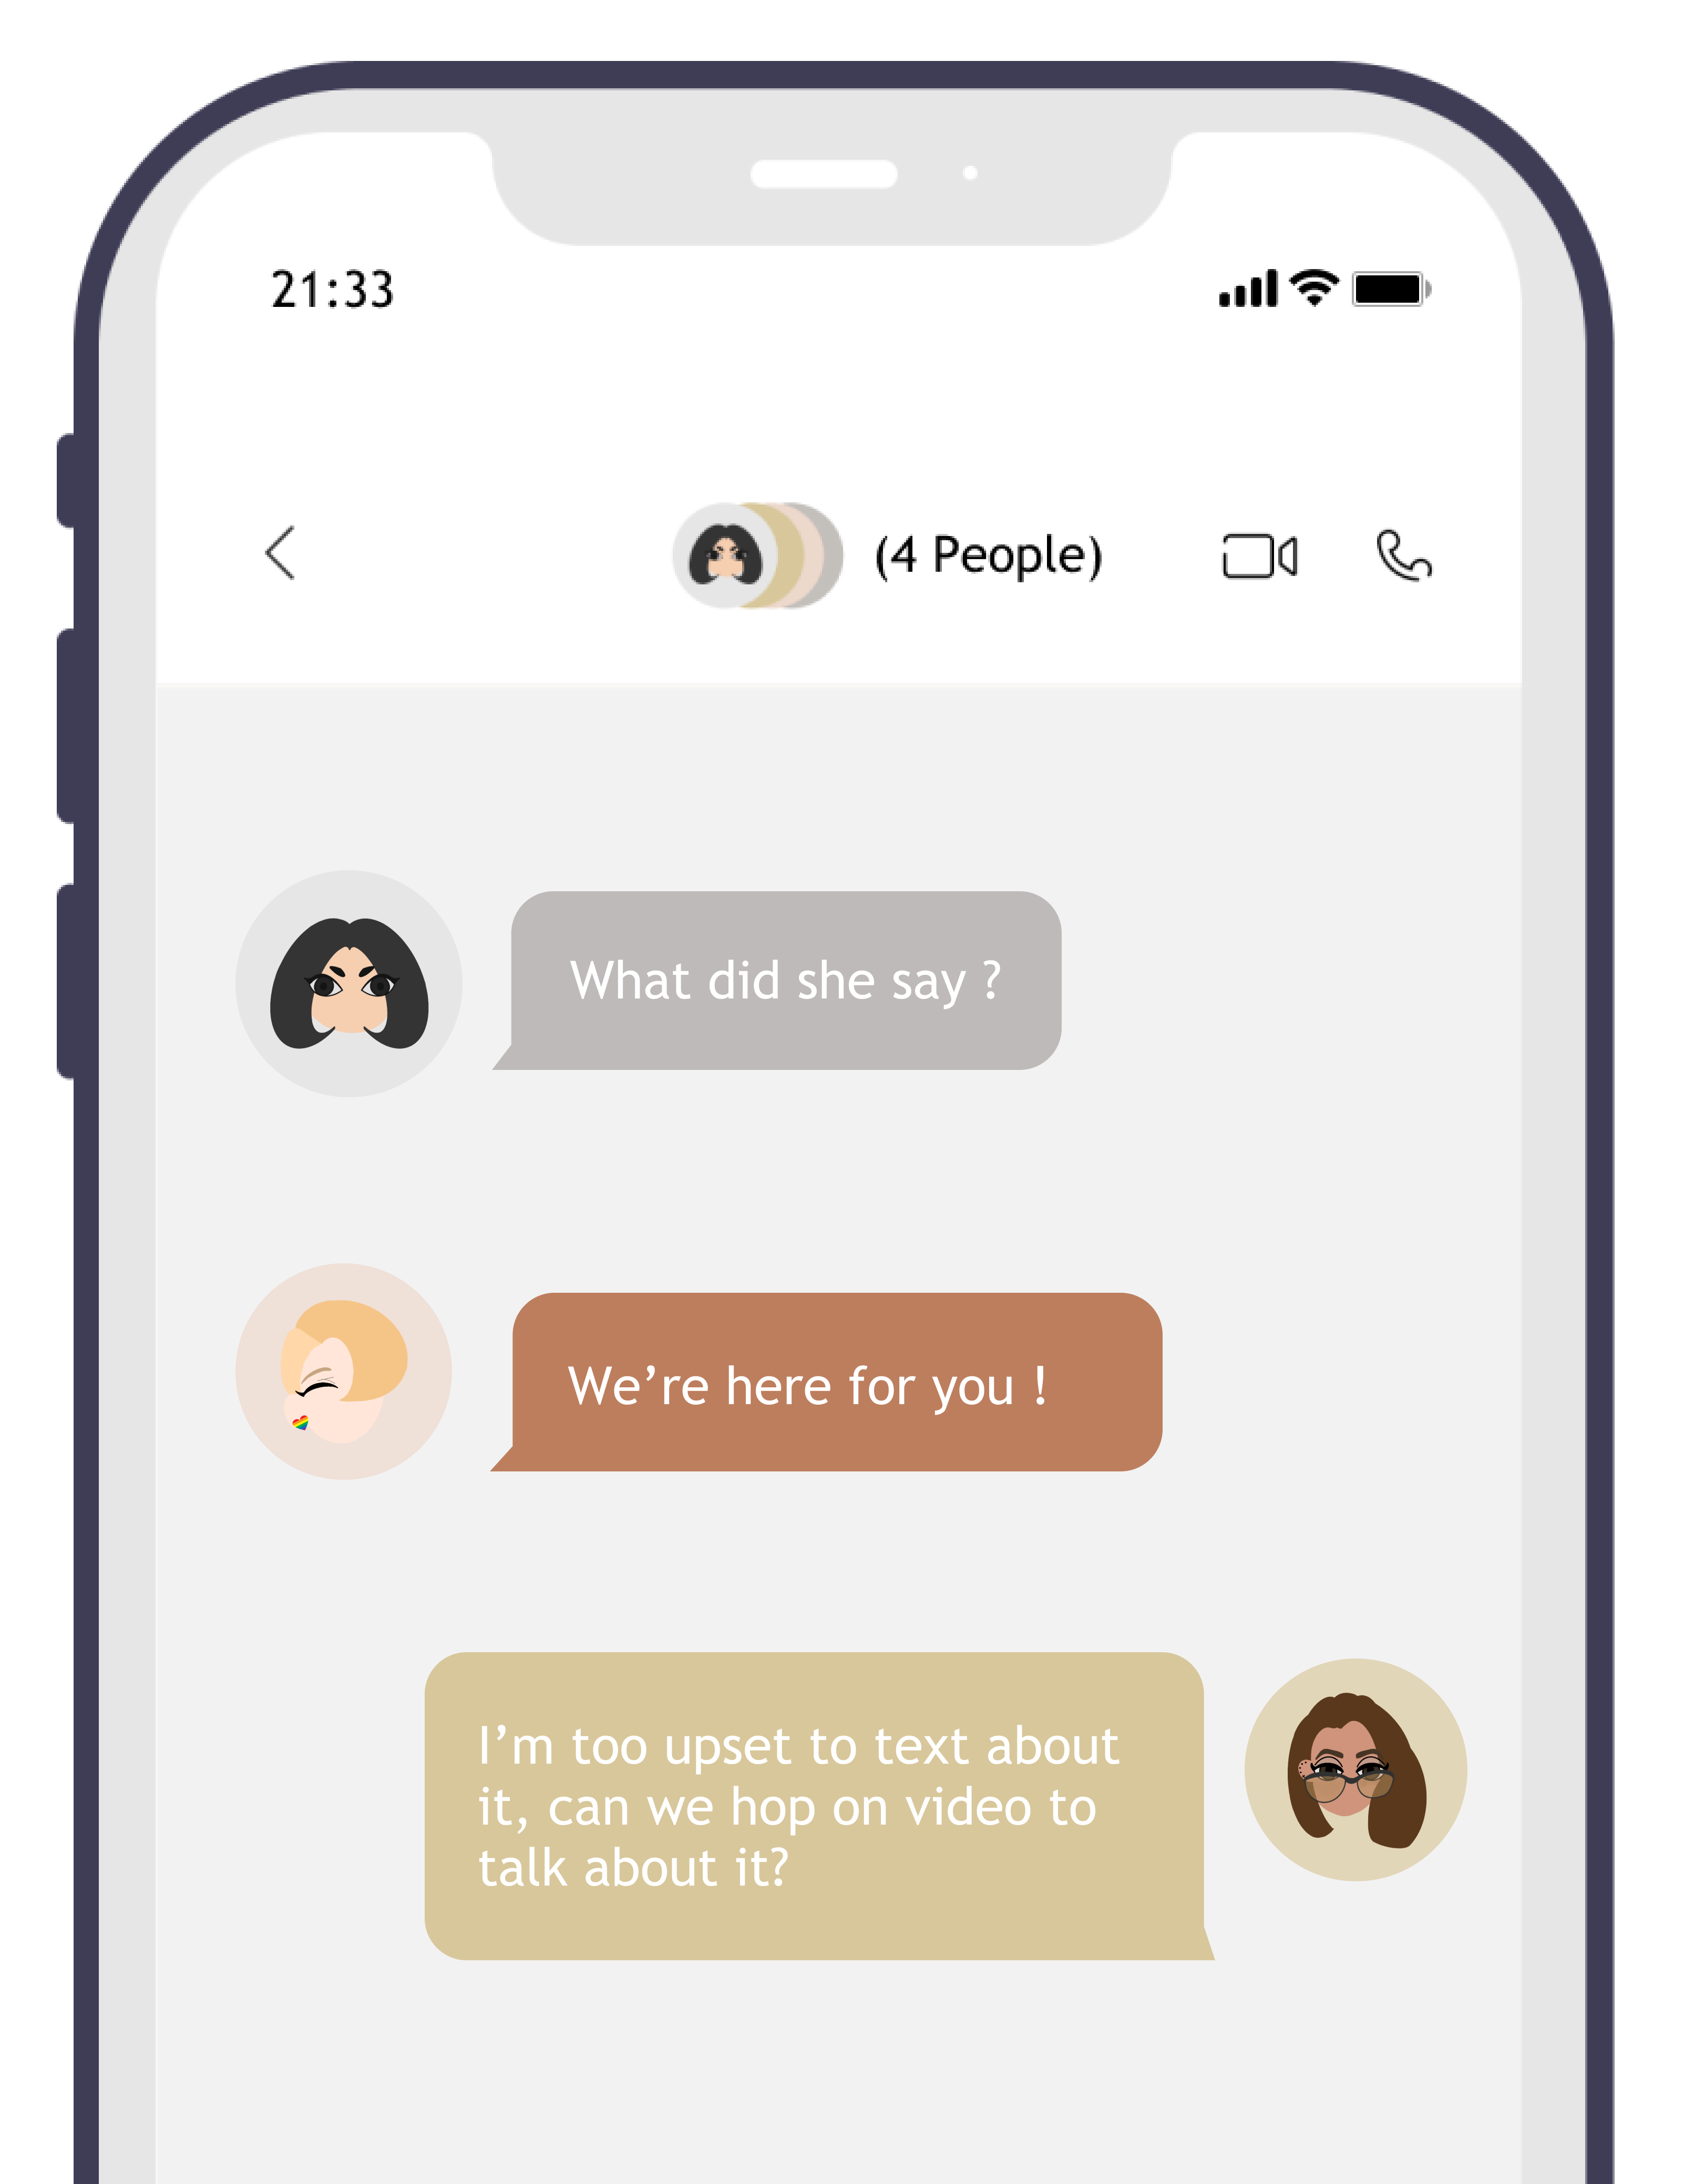 21:33
(4 People)
What did she say ?
We’re here for you !
I’m too upset to text about
it, can we hop on video to
talk about it?